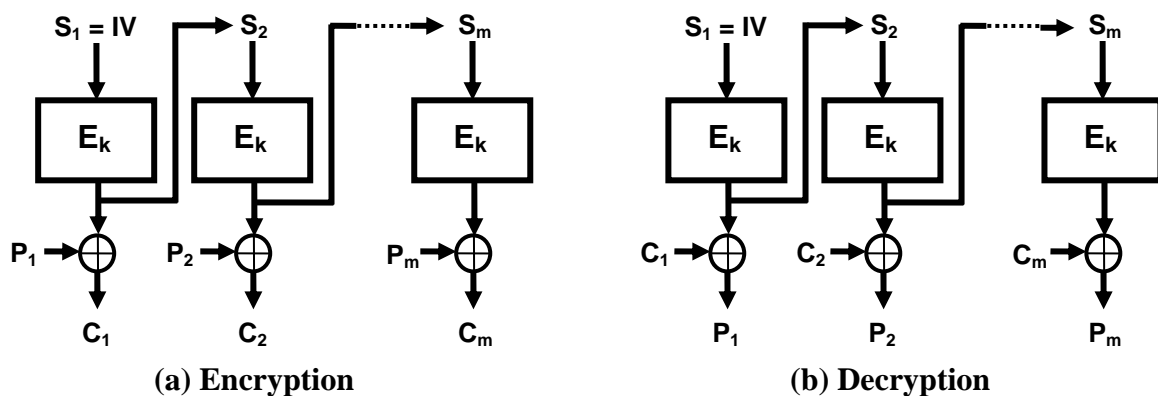 S₁ = IV S₂ Sₘ
Eₖ Eₖ Eₖ
P₁ P₂ Pₘ
C₁ C₂ Cₘ
(a) Encryption
S₁ = IV S₂ Sₘ
Eₖ Eₖ Eₖ
C₁ C₂ Cₘ
P₁ P₂ Pₘ
(b) Decryption